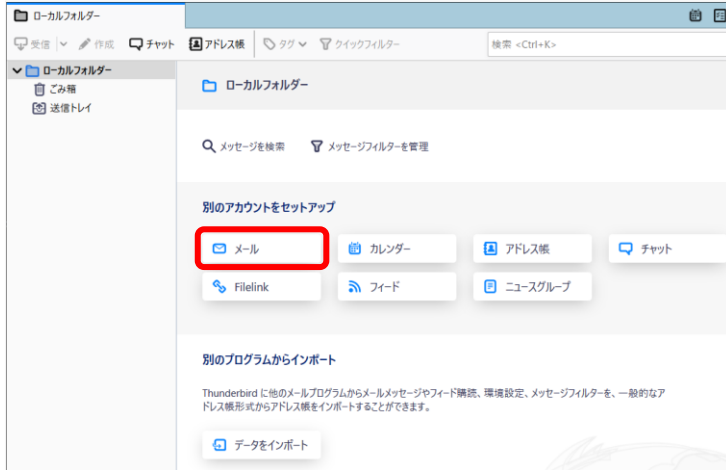 ローカルフォルダー
受信 作成 チャット アドレス帳 タグ クイックフィルター 検索 <Ctrl+K>
ローカルフォルダー
ごみ箱
送信トレイ
ローカルフォルダー
メッセージを検索 メッセージフィルターを管理
別のアカウントをセットアップ
メール カレンダー アドレス帳 チャット
Filelink フィード ニュースグループ
別のプログラムからインポート
Thunderbird に他のメールプログラムからメールメッセージやフィード購読、環境設定、メッセージフィルターを、一般的なア
ドレス帳形式からアドレス帳をインポートすることができます。
データをインポート